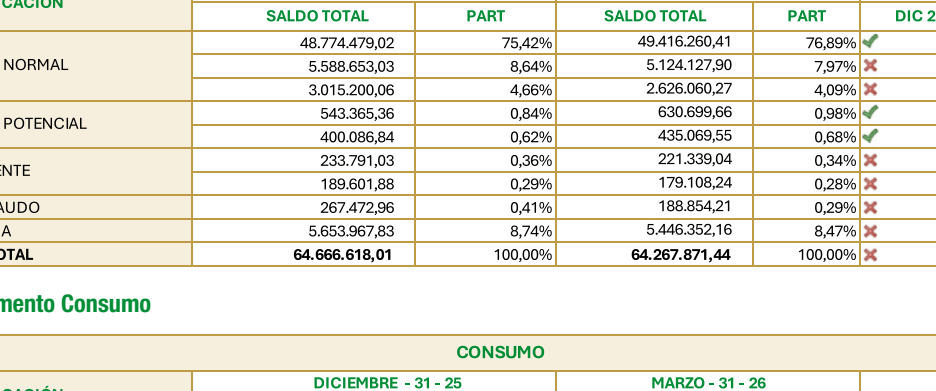 SALDO TOTAL PART SALDO TOTAL PART DIC 2
48.774.479,02 75,42% 49.416.260,41 76,89%
NORMAL 5.588.653,03 8,64% 5.124.127,90 7,97%
3.015.200,06 4,66% 2.626.060,27 4,09%
543.365,36 0,84% 630.699,66 0,98%
POTENCIAL 400.086,84 0,62% 435.069,55 0,68%
233.791,03 0,36% 221.339,04 0,34%
ENTE 189.601,88 0,29% 179.108,24 0,28%
AUDO 267.472,96 0,41% 188.854,21 0,29%
A 5.653.967,83 8,74% 5.446.352,16 8,47%
OTAL 64.666.618,01 100,00% 64.267.871,44 100,00%
mento Consumo
CONSUMO
DICIEMBRE - 31 - 25 MARZO - 31 - 26